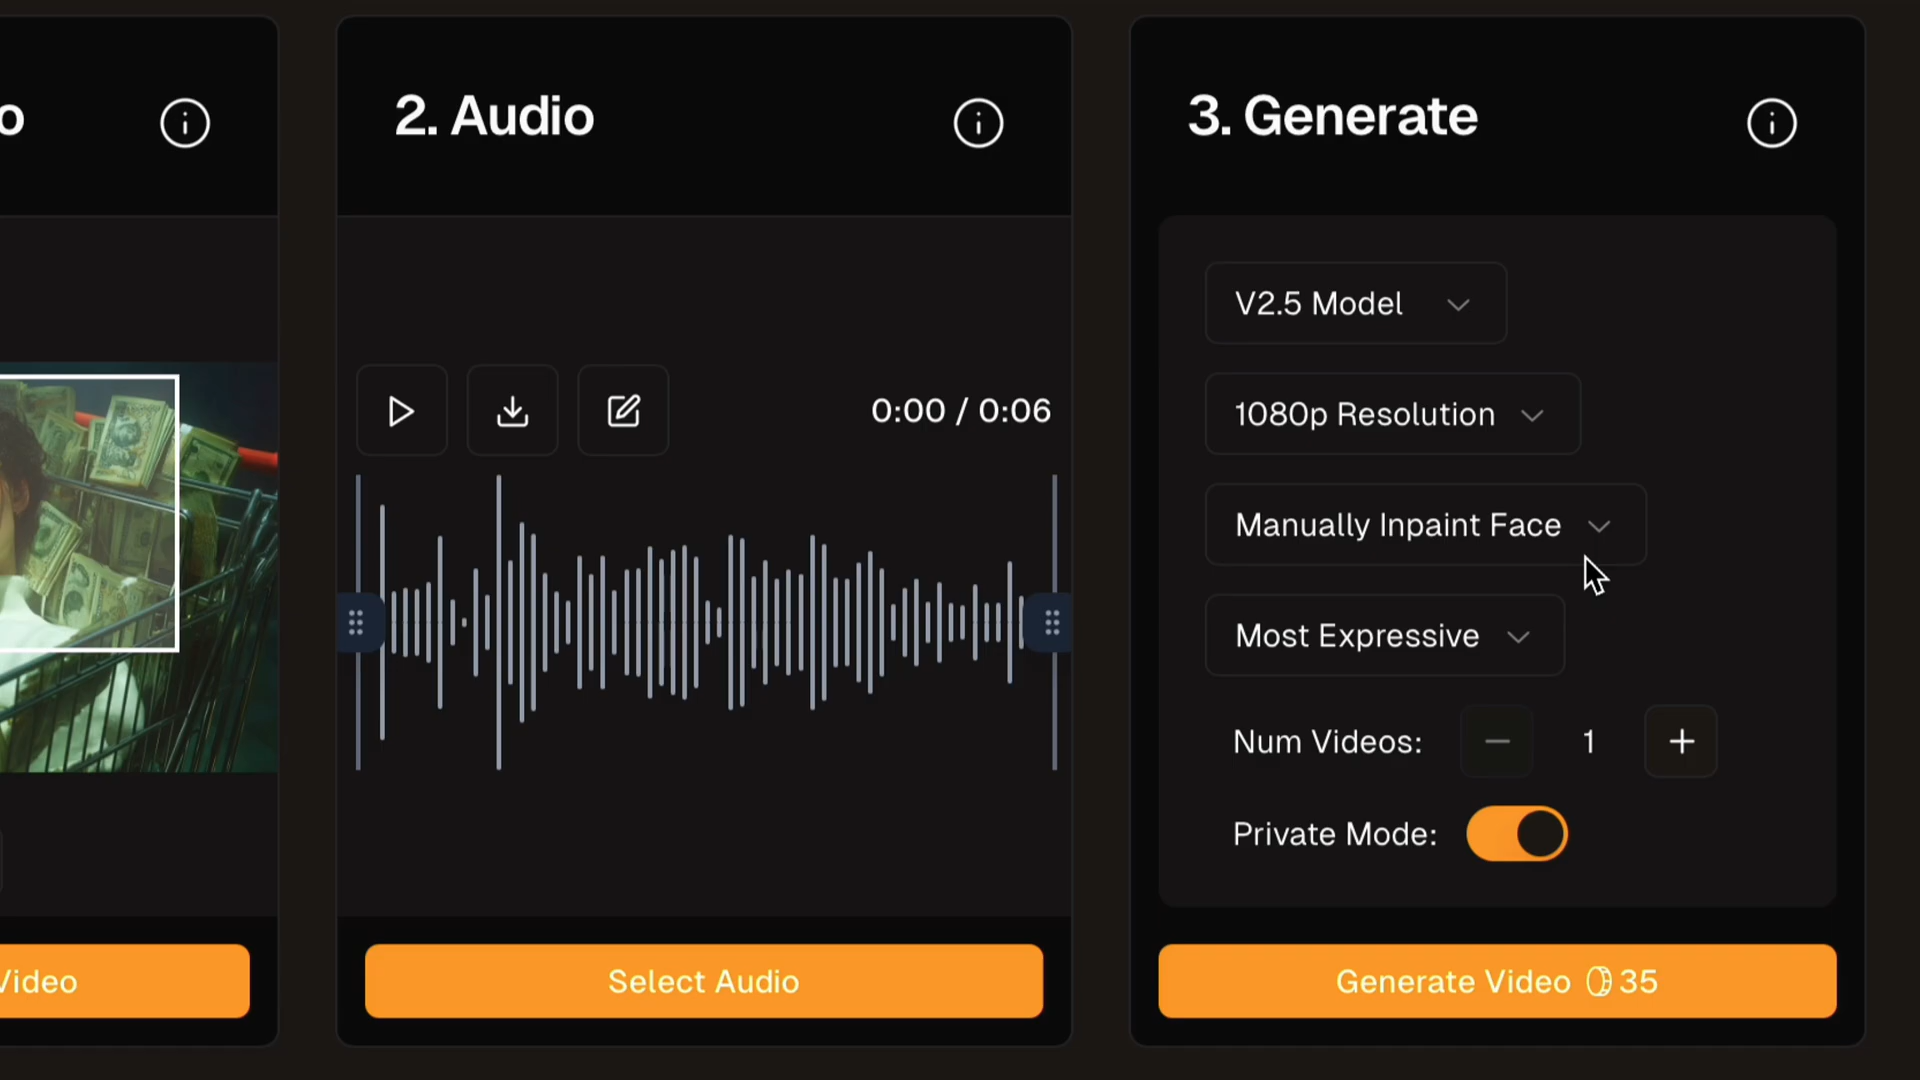 o
2. Audio
0:00 / 0:06
Select Audio
3. Generate
V2.5 Model
1080p Resolution
Manually Inpaint Face
Most Expressive
Num Videos: 1
Private Mode:
Generate Video 35
Video